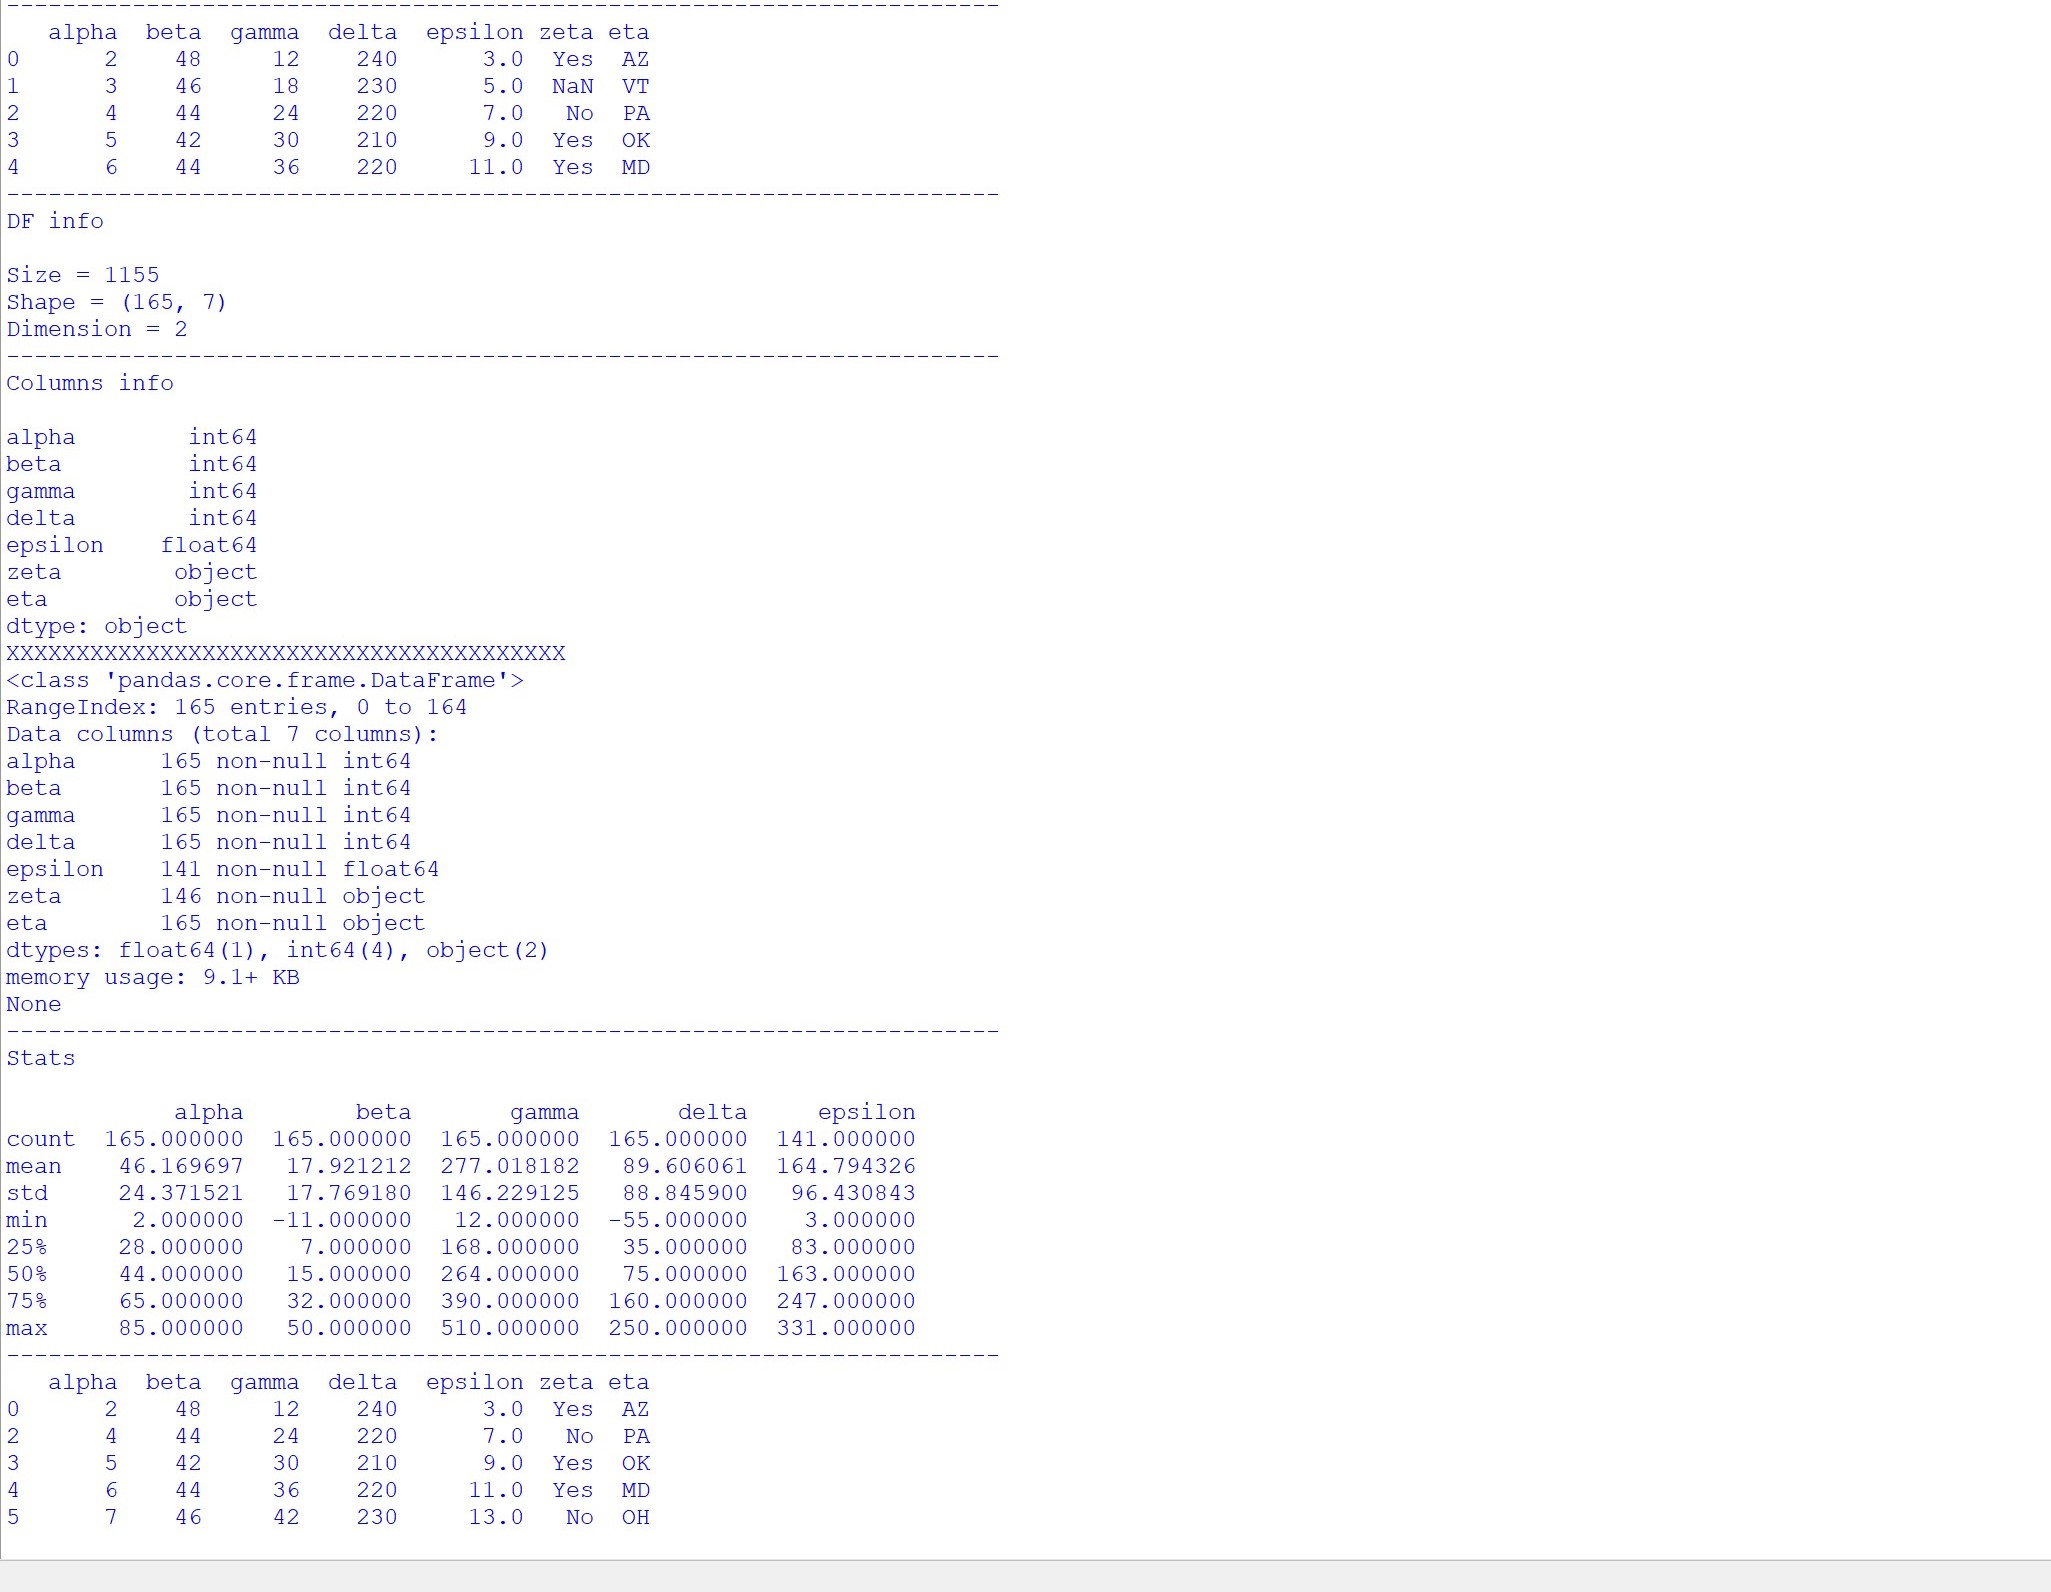 -----------------------------------------------------------------------
   alpha  beta  gamma  delta  epsilon zeta eta
0      2    48     12    240      3.0  Yes  AZ
1      3    46     18    230      5.0  NaN  VT
2      4    44     24    220      7.0   No  PA
3      5    42     30    210      9.0  Yes  OK
4      6    44     36    220     11.0  Yes  MD
-----------------------------------------------------------------------
DF info
Size = 1155
Shape = (165, 7)
Dimension = 2
-----------------------------------------------------------------------
Columns info
alpha        int64
beta         int64
gamma        int64
delta        int64
epsilon    float64
zeta        object
eta         object
dtype: object
XXXXXXXXXXXXXXXXXXXXXXXXXXXXXXXXXXXXXXXX
<class 'pandas.core.frame.DataFrame'>
RangeIndex: 165 entries, 0 to 164
Data columns (total 7 columns):
alpha      165 non-null int64
beta       165 non-null int64
gamma      165 non-null int64
delta      165 non-null int64
epsilon    141 non-null float64
zeta       146 non-null object
eta        165 non-null object
dtypes: float64(1), int64(4), object(2)
memory usage: 9.1+ KB
None
-----------------------------------------------------------------------
Stats
            alpha        beta       gamma       delta     epsilon
count  165.000000  165.000000  165.000000  165.000000  141.000000
mean    46.169697   17.921212  277.018182   89.606061  164.794326
std     24.371521   17.769180  146.229125   88.845900   96.430843
min      2.000000  -11.000000   12.000000  -55.000000    3.000000
25%     28.000000    7.000000  168.000000   35.000000   83.000000
50%     44.000000   15.000000  264.000000   75.000000  163.000000
75%     65.000000   32.000000  390.000000  160.000000  247.000000
max     85.000000   50.000000  510.000000  250.000000  331.000000
-----------------------------------------------------------------------
   alpha  beta  gamma  delta  epsilon zeta eta
0      2    48     12    240      3.0  Yes  AZ
2      4    44     24    220      7.0   No  PA
3      5    42     30    210      9.0  Yes  OK
4      6    44     36    220     11.0  Yes  MD
5      7    46     42    230     13.0   No  OH